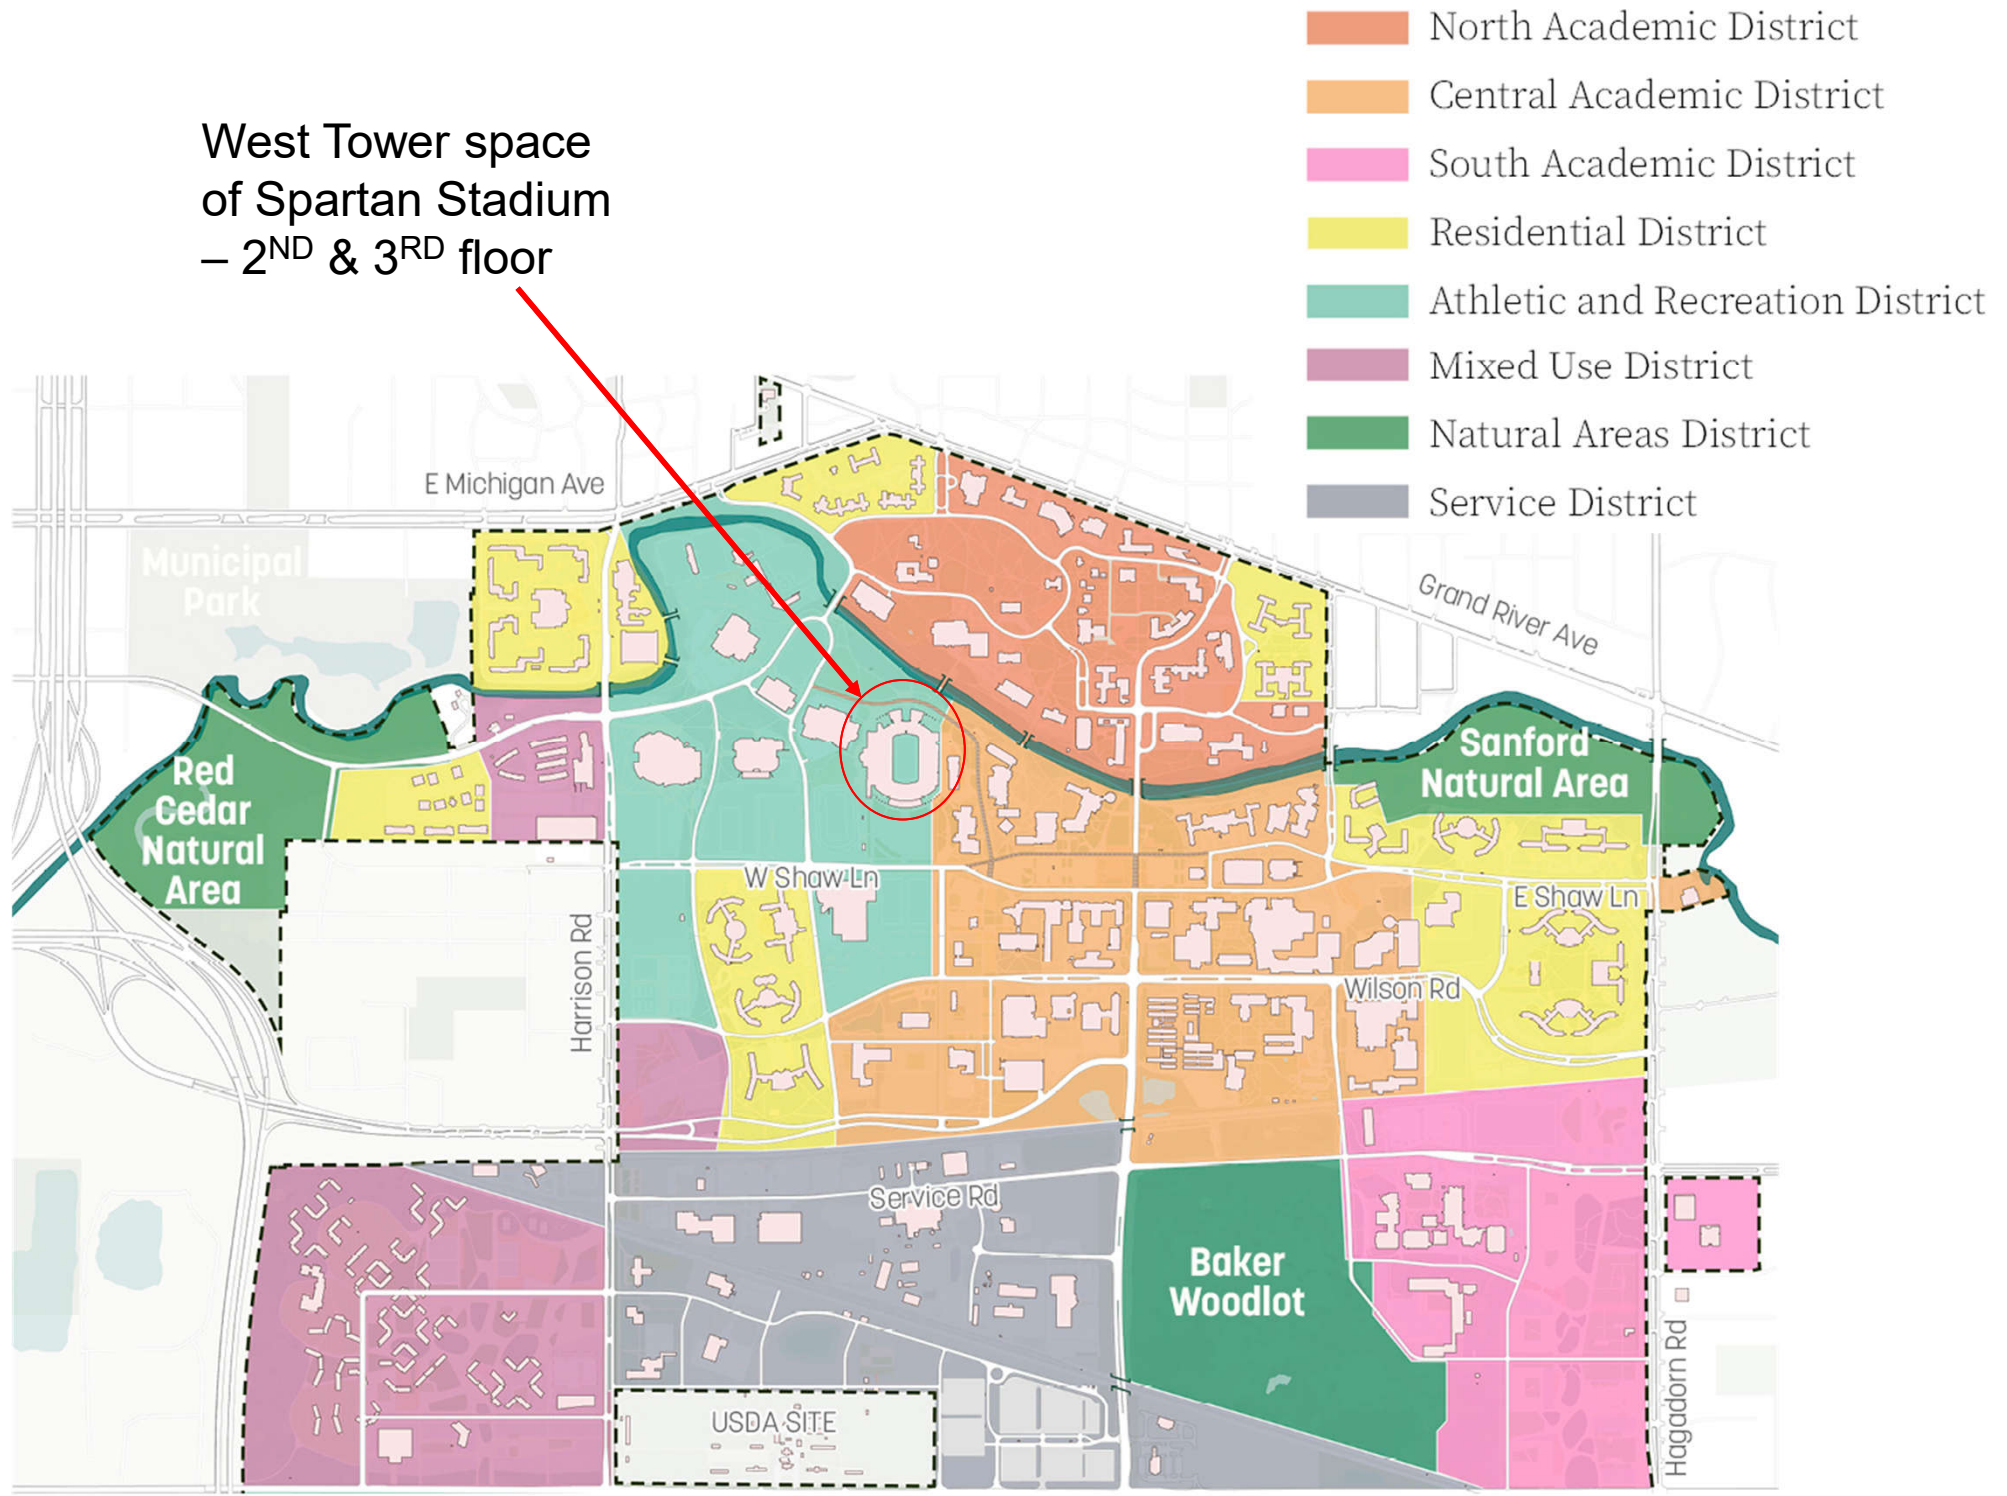 North Academic District
Central Academic District
South Academic District
Residential District
Athletic and Recreation District
Mixed Use District
Natural Areas District
Service District
West Tower space
of Spartan Stadium
– 2ND & 3RD floor
E Michigan Ave
Municipal
Park
Grand River Ave
Red
Cedar
Natural
Area
Sanford
Natural Area
W Shaw Ln
E Shaw Ln
Harrison Rd
Wilson Rd
Service Rd
Baker
Woodlot
Hagadorn Rd
USDA SITE